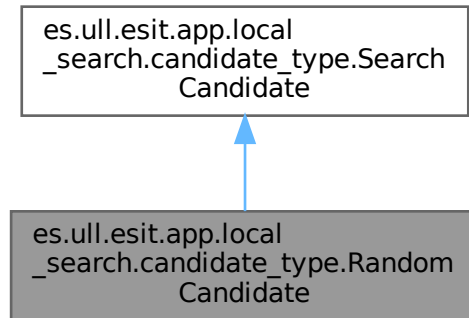 es.ull.esit.app.local
_search.candidate_type.Search
Candidate
es.ull.esit.app.local
_search.candidate_type.Random
Candidate